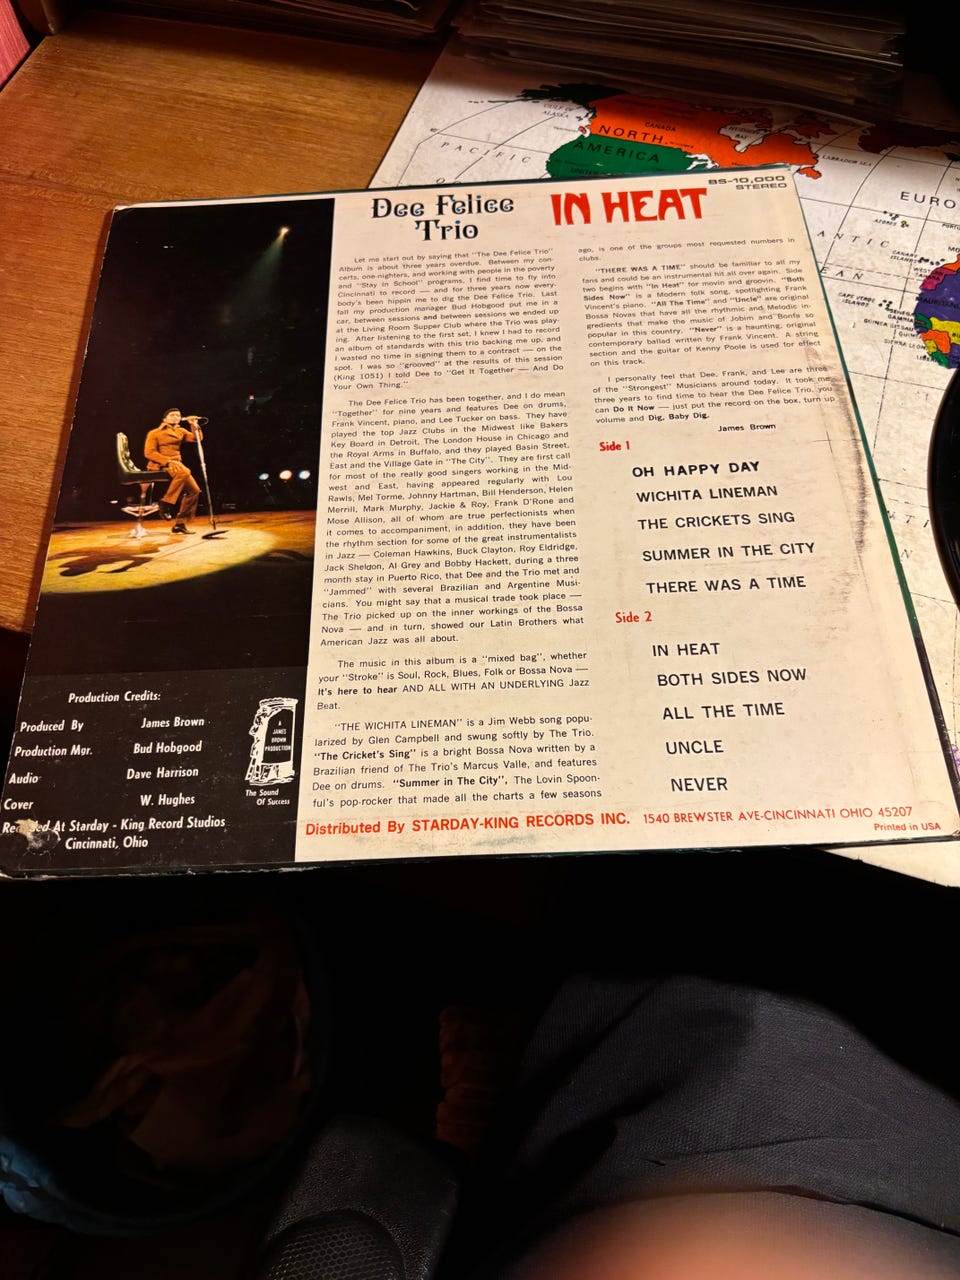 Dee Felice
Trio
IN HEAT
BS-10,000
STEREO
Let me start out by saying that "The Dee Felice Trio"
Album is about three years overdue. Between my con-
certs, one-nighters, and working with people in the poverty
and "Stay in School" programs, I find time to fly into
Cincinnati to record — and for three years now every-
body's been hippin me to dig the Dee Felice Trio. Last
fall my production manager Bud Hobgood put me in a
car, between sessions and between sessions we ended up
at the Living Room Supper Club where the Trio was play-
ing. After listening to the first set, I knew I had to record
an album of standards with this trio backing me up, and
I wasted no time in signing them to a contract — on the
spot. I was so "grooved" at the results of this session
(King 1051) I told Dee to "Get It Together — And Do
Your Own Thing."
The Dee Felice Trio has been together, and I do mean
"Together" for nine years and features Dee on drums,
Frank Vincent, piano, and Lee Tucker on bass. They have
played the top Jazz Clubs in the Midwest like Bakers
Key Board in Detroit, The London House in Chicago and
the Royal Arms in Buffalo, and they played Basin Street,
East and the Village Gate in "The City". They are first call
for most of the really good singers working in the Mid-
west and East, having appeared regularly with Lou
Rawls, Mel Torme, Johnny Hartman, Bill Henderson, Helen
Merrill, Mark Murphy, Jackie & Roy, Frank D'Rone and
Mose Allison, all of whom are true perfectionists when
it comes to accompaniment, in addition, they have been
the rhythm section for some of the great instrumentalists
in Jazz — Coleman Hawkins, Buck Clayton, Roy Eldridge,
Jack Sheldon, Al Grey and Bobby Hackett, during a three
month stay in Puerto Rico, that Dee and the Trio met and
"Jammed" with several Brazilian and Argentine Musi-
cians. You might say that a musical trade took place —
The Trio picked up on the inner workings of the Bossa
Nova — and in turn, showed our Latin Brothers what
American Jazz was all about.
The music in this album is a "mixed bag", whether
your "Stroke" is Soul, Rock, Blues, Folk or Bossa Nova —
It's here to hear AND ALL WITH AN UNDERLYING Jazz
Beat.
"THE WICHITA LINEMAN" is a Jim Webb song popu-
larized by Glen Campbell and swung softly by The Trio.
"The Cricket's Sing" is a bright Bossa Nova written by a
Brazilian friend of The Trio's Marcus Valle, and features
Dee on drums. "Summer in The City", The Lovin Spoon-
ful's pop-rocker that made all the charts a few seasons
ago, is one of the groups most requested numbers in
clubs.
"THERE WAS A TIME" should be familiar to all my
fans and could be an instrumental hit all over again. Side
two begins with "In Heat" for movin and groovin. "Both
Sides Now" is a Modern folk song, spotlighting Frank
Vincent's piano. "All The Time" and "Uncle" are original
Bossa Novas that have all the rhythmic and Melodic in-
gredients that make the music of Jobim and Bonfa so
popular in this country. "Never" is a haunting, original
contemporary ballad written by Frank Vincent. A string
section and the guitar of Kenny Poole is used for effect
on this track.
I personally feel that Dee, Frank, and Lee are three
of the "Strongest" Musicians around today. It took me
three years to find time to hear the Dee Felice Trio, you
can Do It Now — just put the record on the box, turn up
volume and Dig, Baby Dig.
James Brown
Side 1
OH HAPPY DAY
WICHITA LINEMAN
THE CRICKETS SING
SUMMER IN THE CITY
THERE WAS A TIME
Side 2
IN HEAT
BOTH SIDES NOW
ALL THE TIME
UNCLE
NEVER
Production Credits:
Produced By James Brown
Production Mgr. Bud Hobgood
Audio Dave Harrison
Cover W. Hughes
Recorded At Starday - King Record Studios
Cincinnati, Ohio
A
JAMES
BROWN
PRODUCTION
The Sound
Of Success
Distributed By STARDAY-KING RECORDS INC. 1540 BREWSTER AVE-CINCINNATI OHIO 45207
Printed in USA
GULF OF
ALASKA
CANADA
HUDSON
BAY
LABRADOR SEA
NORTH
AMERICA
PACIFIC
EURO
AZORES
CANARY
ISLANDS
CAPE VERDE
ISLANDS
MAURITANIA
GAMBIA
SIERRA LEONE